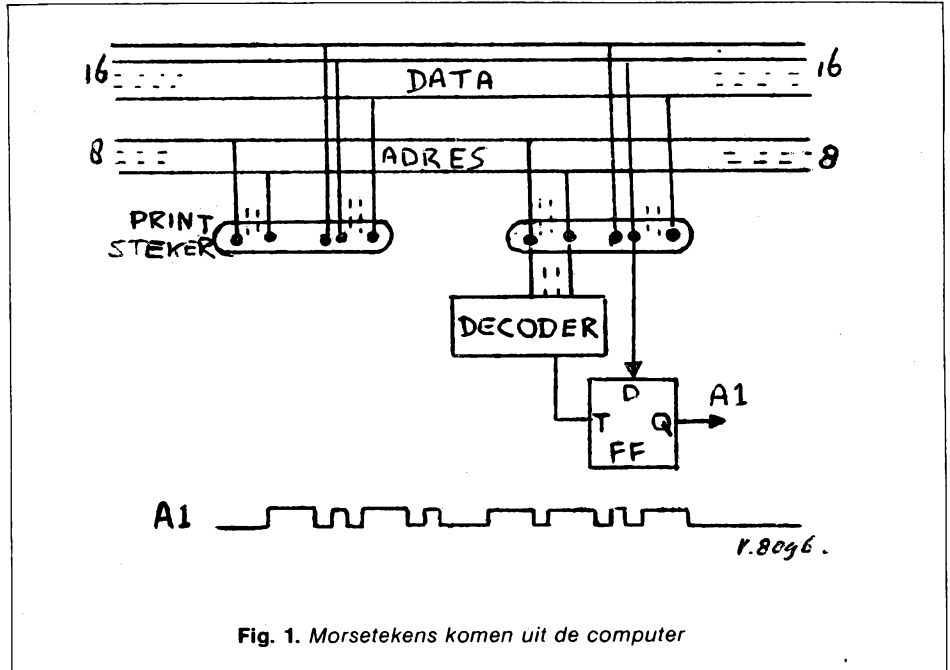 16 DATA 16
8 ADRES 8
PRINT
STEKER
DECODER
D
A1
T Q
FF
A1
Fig. 1. Morsetekens komen uit de computer